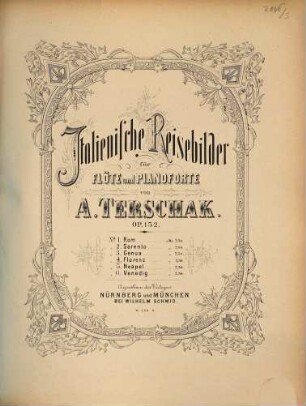 Italienische Reisebilder
für
FLÖTE und PIANOFORTE
von
A. TERSCHAK.
OP. 152.
No. 1. Rom
2. Sorento
3. Genua
4. Florenz
5. Neapel
6. Venedig
Eigenthum des Verlegers
NÜRNBERG und MÜNCHEN
BEI WILHELM SCHMID.